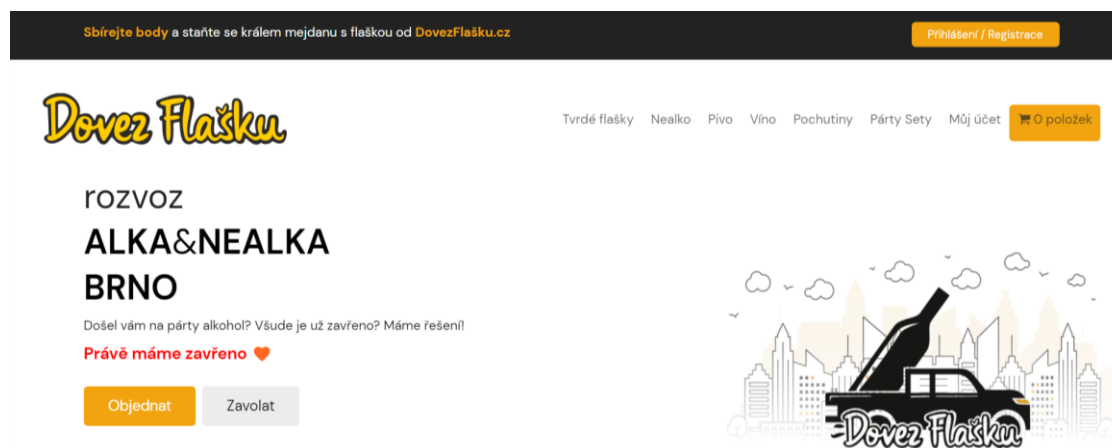 Sbírejte body a staňte se králem mejdanu s flaškou od DovezFlašku.cz
Přihlášení / Registrace
Dovez Flašku
Tvrdé flašky Nealko Pivo Víno Pochutiny Párty Sety Můj účet 0 položek
rozvoz
ALKA&NEALKA
BRNO
Došel vám na párty alkohol? Všude je už zavřeno? Máme řešení!
Právě máme zavřeno 🧡
Objednat Zavolat
Dovez Flašku